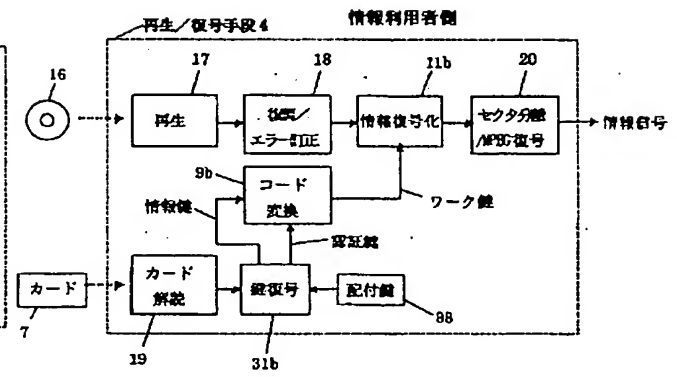 情報利用者側
再生/復号手段4
16
17
18
11b
20
再生
復調/
エラー訂正
情報復号化
セクタ分離
/MPEG復号
情報信号
9b
コード
変換
情報鍵
ワーク鍵
認証鍵
カード
7
カード
解読
鍵復号
配付鍵
98
19
31b